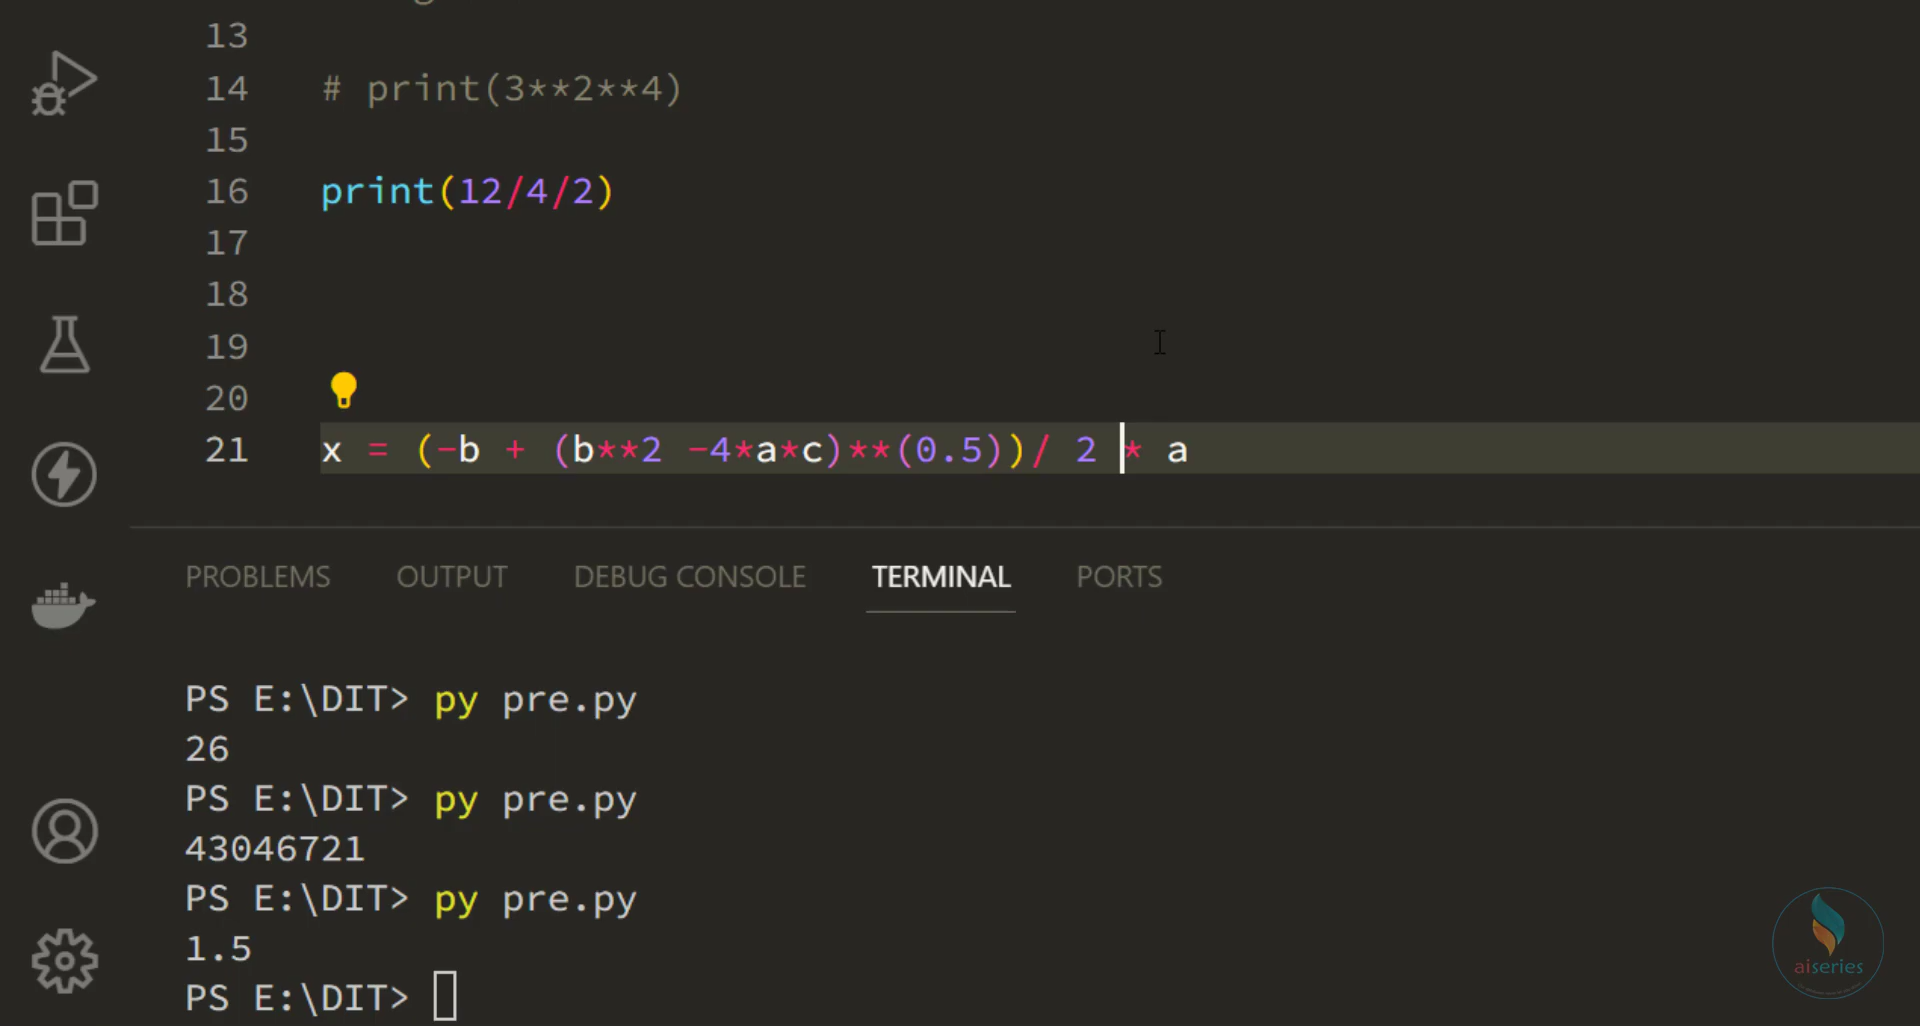 13
14 # print(3**2**4)
15
16 print(12/4/2)
17
18
19
20
21 x = (-b + (b**2 -4*a*c)**(0.5))/ 2 * a
PROBLEMS OUTPUT DEBUG CONSOLE TERMINAL PORTS
PS E:\DIT> py pre.py
26
PS E:\DIT> py pre.py
43046721
PS E:\DIT> py pre.py
1.5
PS E:\DIT>
aiseries